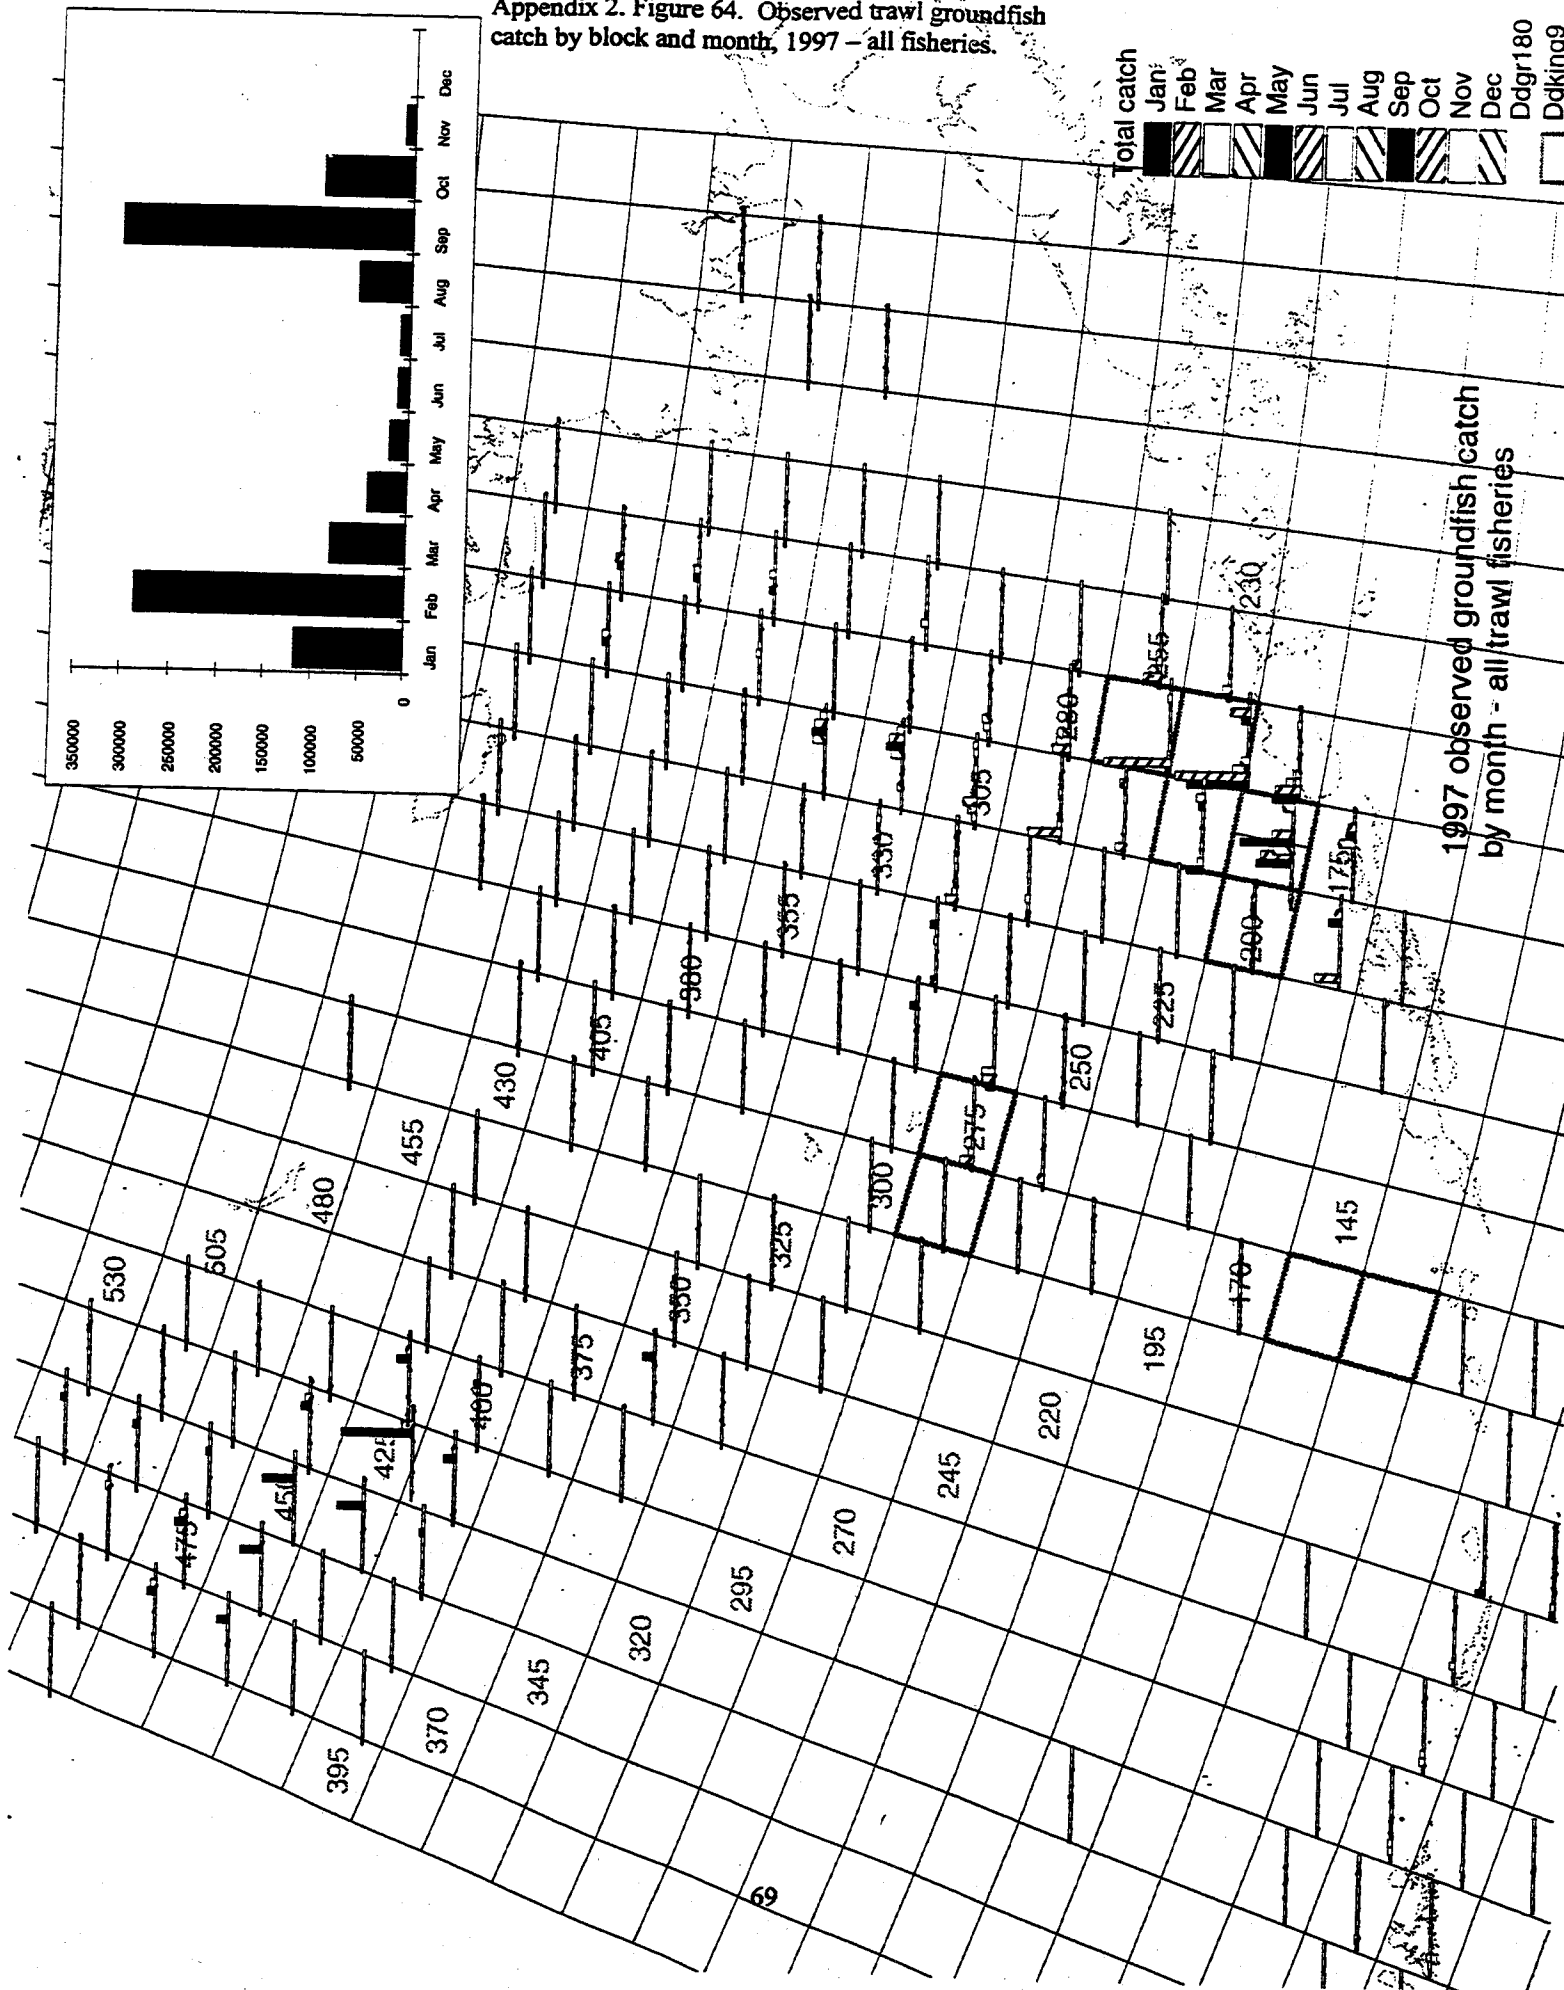 Appendix 2. Figure 64. Observed trawl groundfish
catch by block and month, 1997 – all fisheries.
350000
300000
250000
200000
150000
100000
50000
0
Jan
Feb
Mar
Apr
May
Jun
Jul
Aug
Sep
Oct
Nov
Dec
Total catch
Jan
Feb
Mar
Apr
May
Jun
Jul
Aug
Sep
Oct
Nov
Dec
Ddgr180
Ddking9
530
505
480
455
430
405
380
355
330
305
280
255
230
475
450
425
400
375
350
325
300
275
250
225
200
175
395
370
345
320
295
270
245
220
195
170
145
1997 observed groundfish catch
by month - all trawl fisheries
69